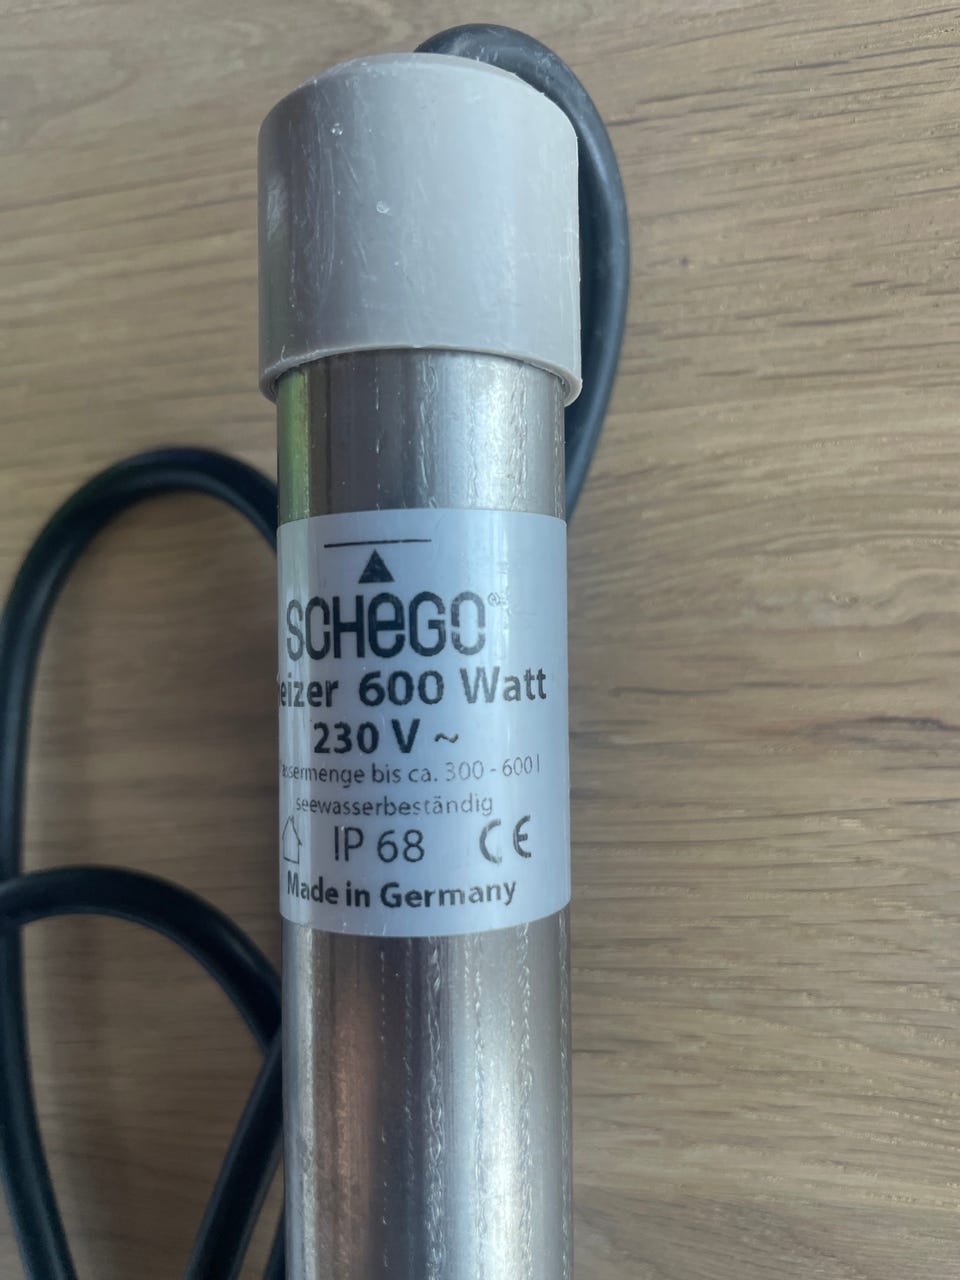 SCHEGO®
eizer 600 Watt
230 V ~
assermenge bis ca. 300 - 600 l
seewasserbeständig
IP 68 CE
Made in Germany